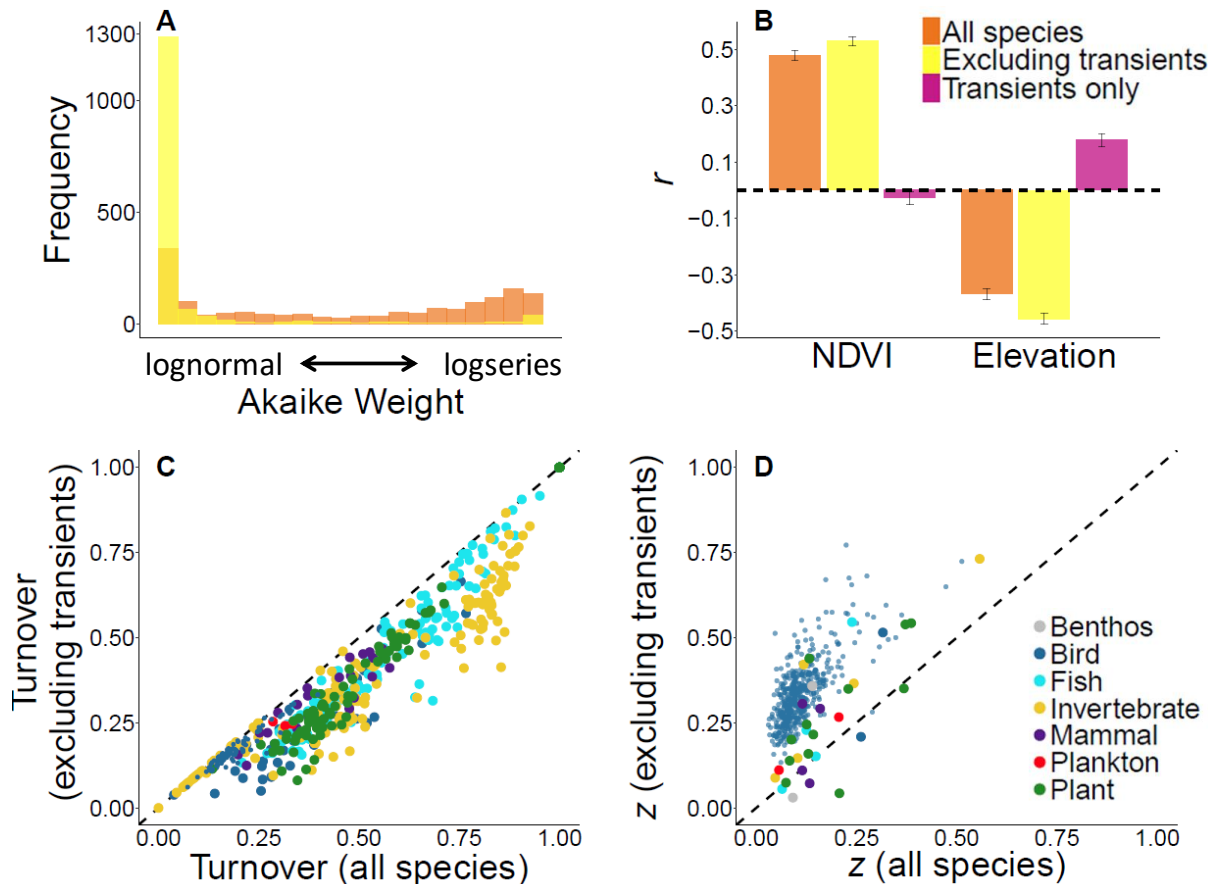 A
1300
1000
500
0
Frequency
lognormal
logseries
Akaike Weight
B
All species
Excluding transients
Transients only
0.5
0.3
0.1
−0.1
−0.3
−0.5
r
NDVI
Elevation
C
1.00
0.75
0.50
0.25
0.00
Turnover
(excluding transients)
0.00 0.25 0.50 0.75 1.00
Turnover (all species)
D
1.00
0.75
0.50
0.25
0.00
z (excluding transients)
Benthos
Bird
Fish
Invertebrate
Mammal
Plankton
Plant
0.00 0.25 0.50 0.75 1.00
z (all species)